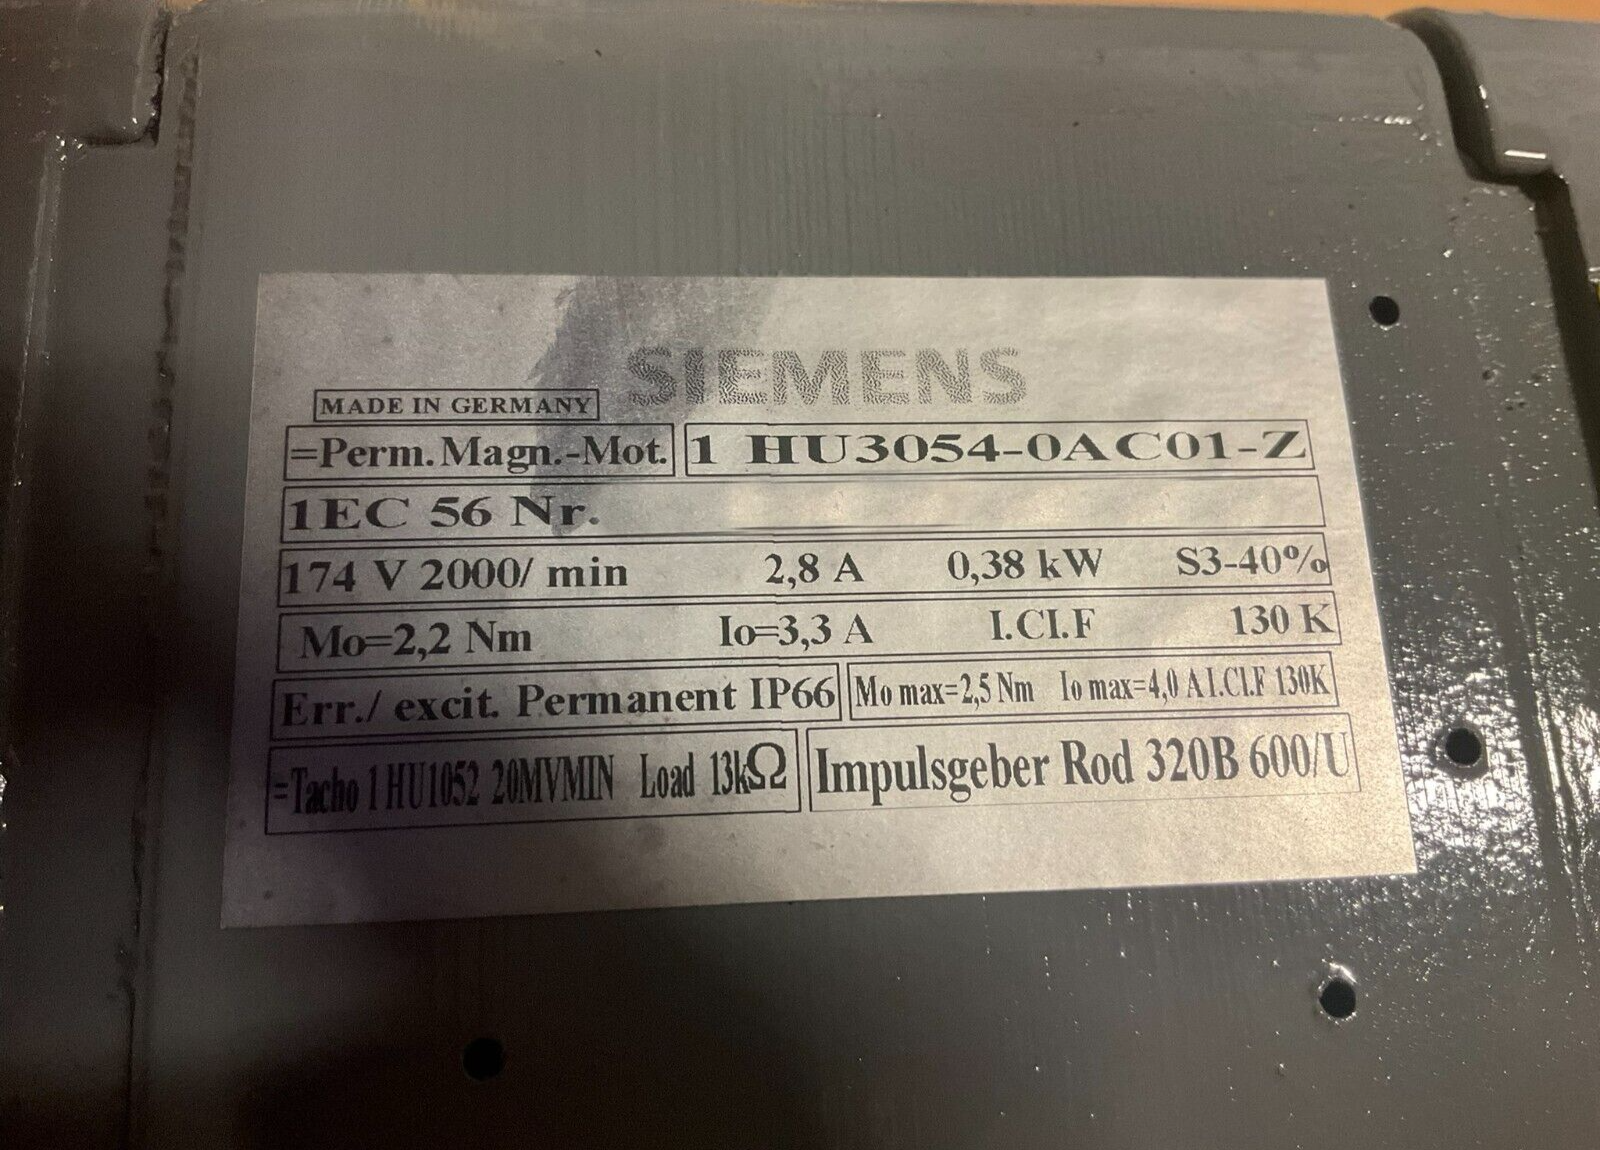 SIEMENS
MADE IN GERMANY
=Perm.Magn.-Mot. 1 HU3054-0AC01-Z
1EC 56 Nr.
174 V 2000/ min 2,8 A 0,38 kW S3-40%
Mo=2,2 Nm Io=3,3 A I.CI.F 130 K
Err./ excit. Permanent IP66 Mo max=2,5 Nm Io max=4,0 A I.CI.F 130K
=Tacho 1 HU1052 20MVMIN Load 13kΩ Impulsgeber Rod 320B 600/U